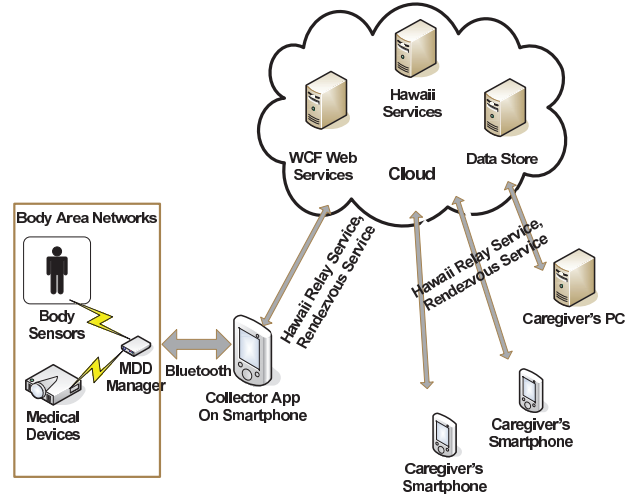 Hawaii
Services
WCF Web
Services
Cloud
Data Store
Body Area Networks
Body
Sensors
MDD
Manager
Medical
Devices
Bluetooth
Collector App
On Smartphone
Hawaii Relay Service,
Rendezvous Service
Hawaii Relay Service,
Rendezvous Service
Caregiver's PC
Caregiver's
Smartphone
Caregiver's
Smartphone